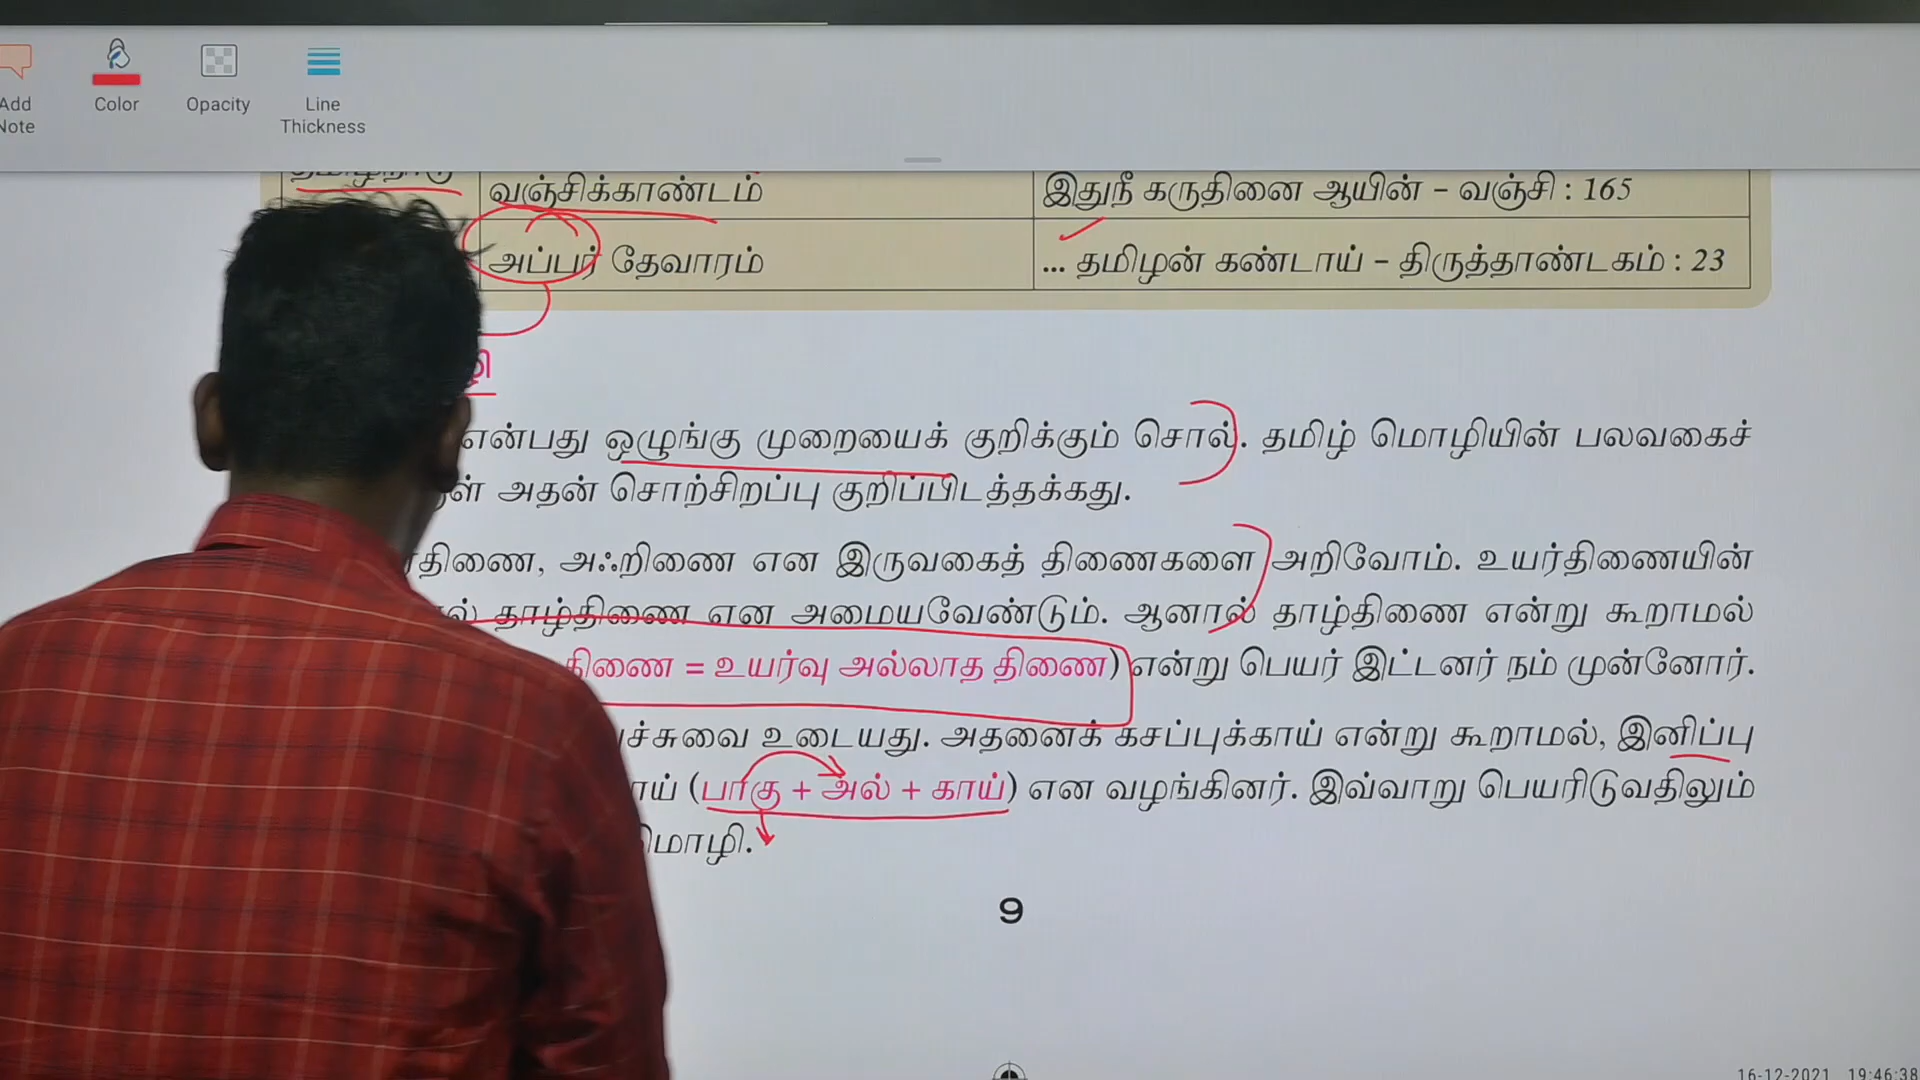 Add Color Opacity Line
Note Thickness
வஞ்சிக்காண்டம் இதுநீ கருதினை ஆயின் – வஞ்சி : 165
அப்பர் தேவாரம் ... தமிழன் கண்டாய் – திருத்தாண்டகம் : 23
என்பது ஒழுங்கு முறையைக் குறிக்கும் சொல். தமிழ் மொழியின் பலவகைச்
அதன் சொற்சிறப்பு குறிப்பிடத்தக்கது.
அஃறிணை என இருவகைத் திணைகளை அறிவோம். உயர்திணையின்
தாழ்திணை என அமையவேண்டும். ஆனால் தாழ்திணை என்று கூறாமல்
திணை = உயர்வு அல்லாத திணை) என்று பெயர் இட்டனர் நம் முன்னோர்.
உடையது. அதனைக் கசப்புக்காய் என்று கூறாமல், இனிப்பு
(பாகு + அல் + காய்) என வழங்கினர். இவ்வாறு பெயரிடுவதிலும்
9
16-12-2021 19:46:38